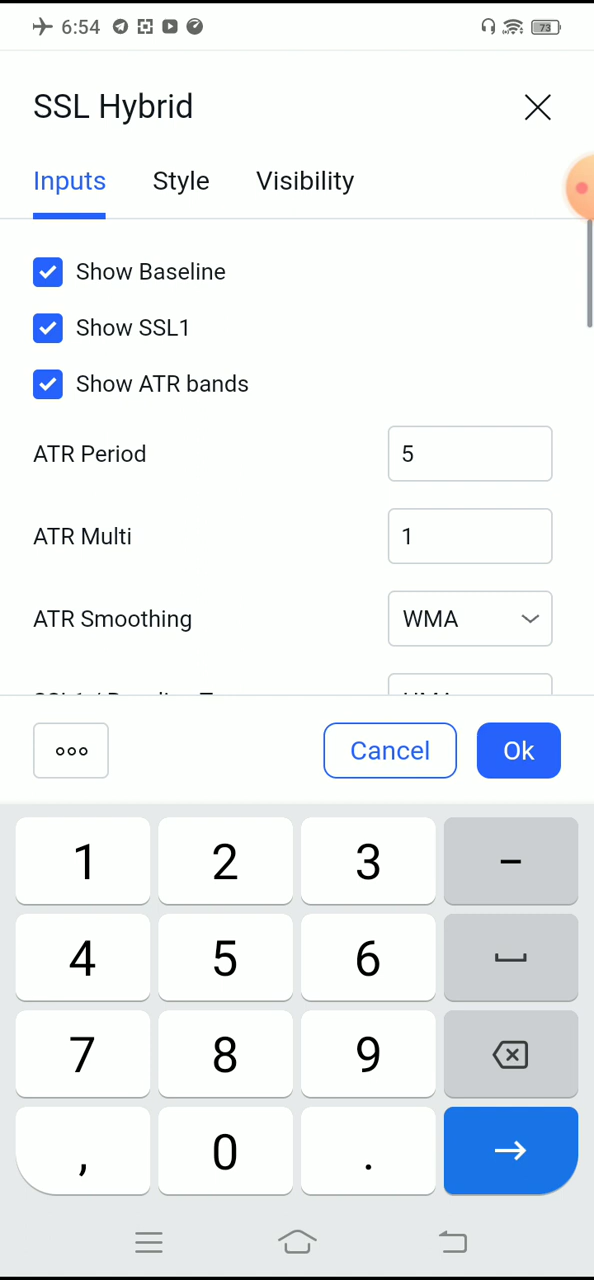 6:54
73
SSL Hybrid
Inputs Style Visibility
Show Baseline
Show SSL1
Show ATR bands
ATR Period 5
ATR Multi 1
ATR Smoothing WMA
ooo Cancel Ok
1 2 3 –
4 5 6
7 8 9
, 0 .